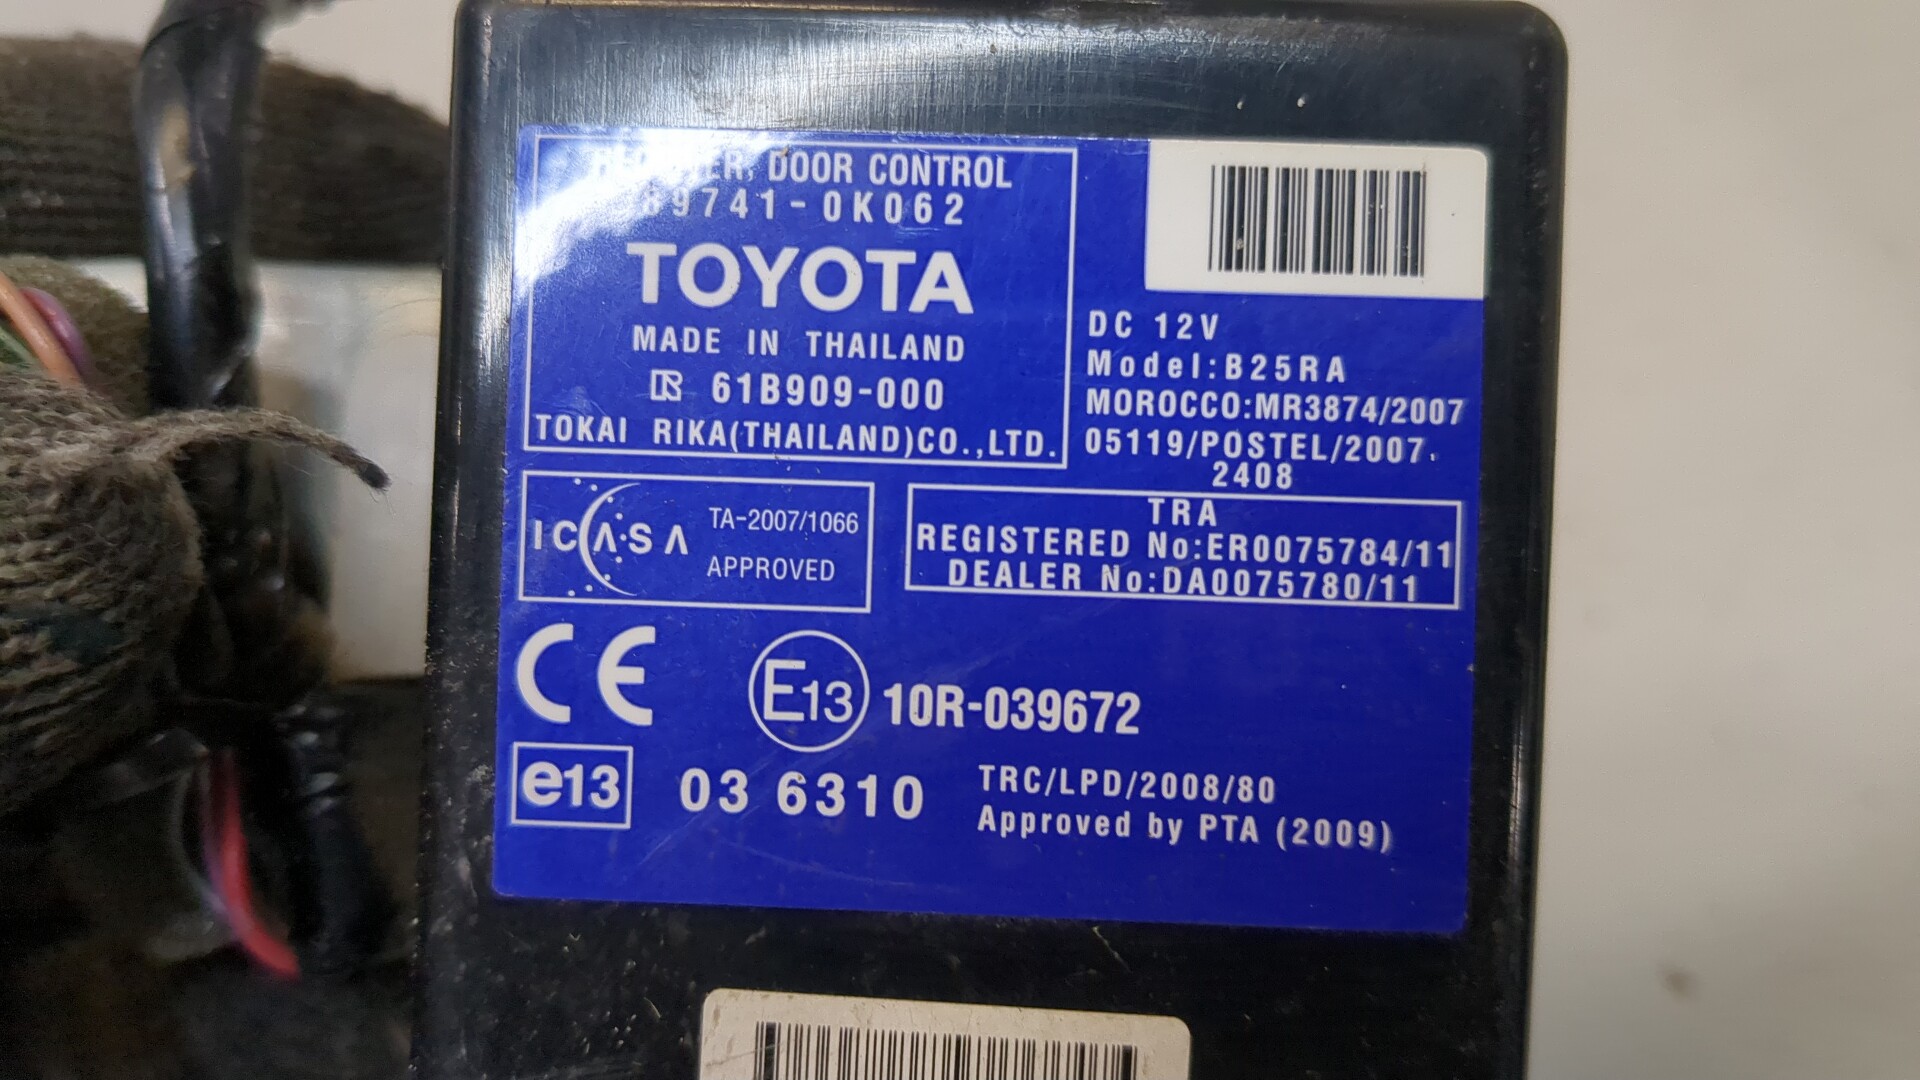 DOOR CONTROL
89741-0K062
TOYOTA
MADE IN THAILAND
61B909-000
TOKAI RIKA(THAILAND)CO.,LTD.
DC 12V
Model:B25RA
MOROCCO:MR3874/2007
05119/POSTEL/2007.
2408
ICASA
TA-2007/1066
APPROVED
TRA
REGISTERED No:ER0075784/11
DEALER No:DA0075780/11
CE
E13 10R-039672
e13 03 6310
TRC/LPD/2008/80
Approved by PTA (2009)